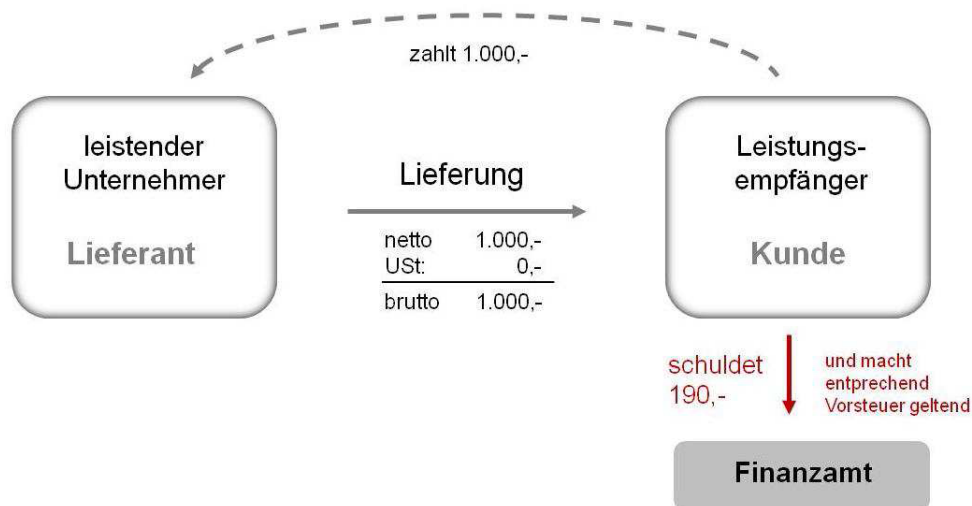 zahlt 1.000,-
leistender
Unternehmer
Lieferant
Lieferung
netto 1.000,-
USt: 0,-
brutto 1.000,-
Leistungs-
empfänger
Kunde
schuldet
190,-
und macht
entprechend
Vorsteuer geltend
Finanzamt